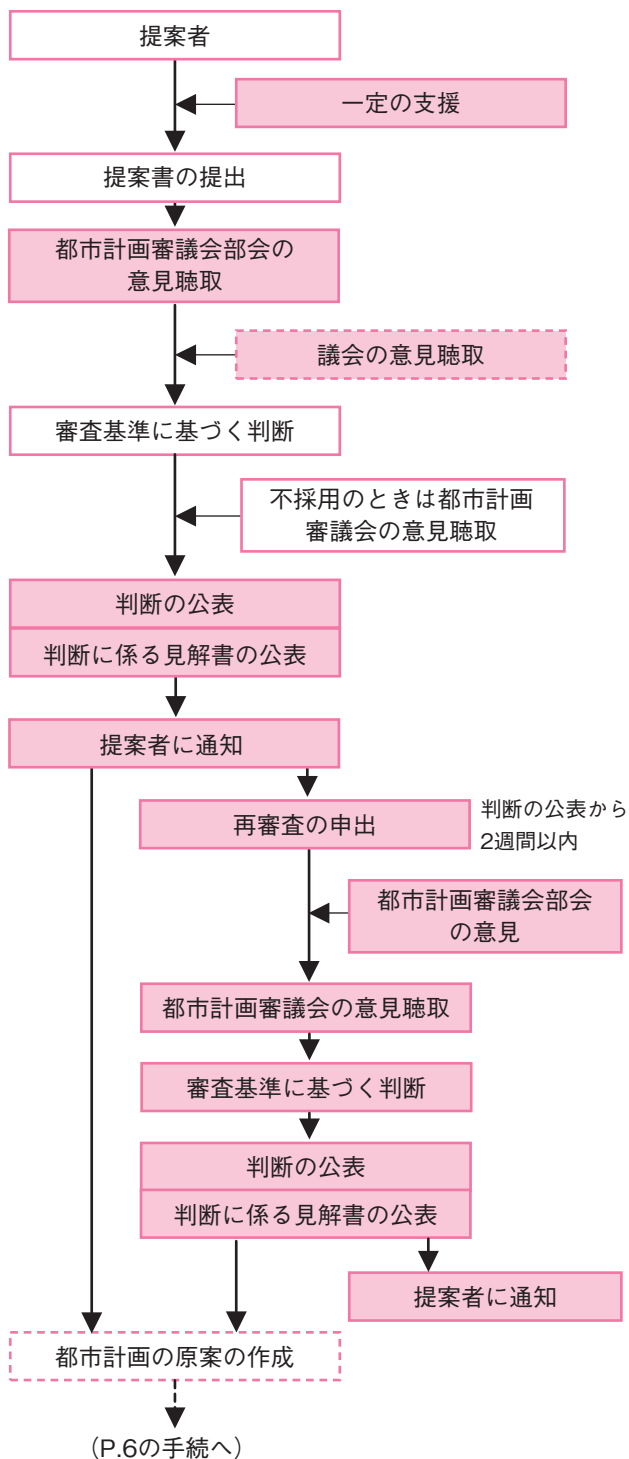 提案者
一定の支援
提案書の提出
都市計画審議会部会の
意見聴取
議会の意見聴取
審査基準に基づく判断
不採用のときは都市計画
審議会の意見聴取
判断の公表
判断に係る見解書の公表
提案者に通知
再審査の申出
判断の公表から
2週間以内
都市計画審議会部会
の意見
都市計画審議会の意見聴取
審査基準に基づく判断
判断の公表
判断に係る見解書の公表
提案者に通知
都市計画の原案の作成
（P.6の手続へ）